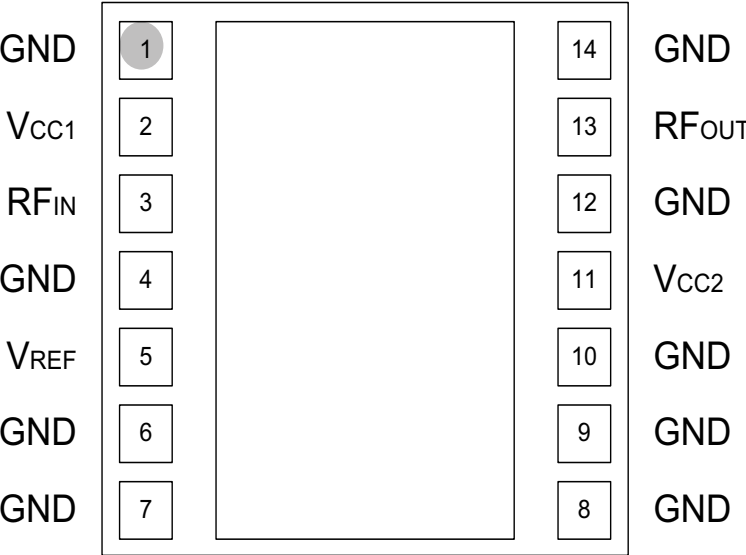 GND 1 14 GND
VCC1 2 13 RFOUT
RFIN 3 12 GND
GND 4 11 VCC2
VREF 5 10 GND
GND 6 9 GND
GND 7 8 GND